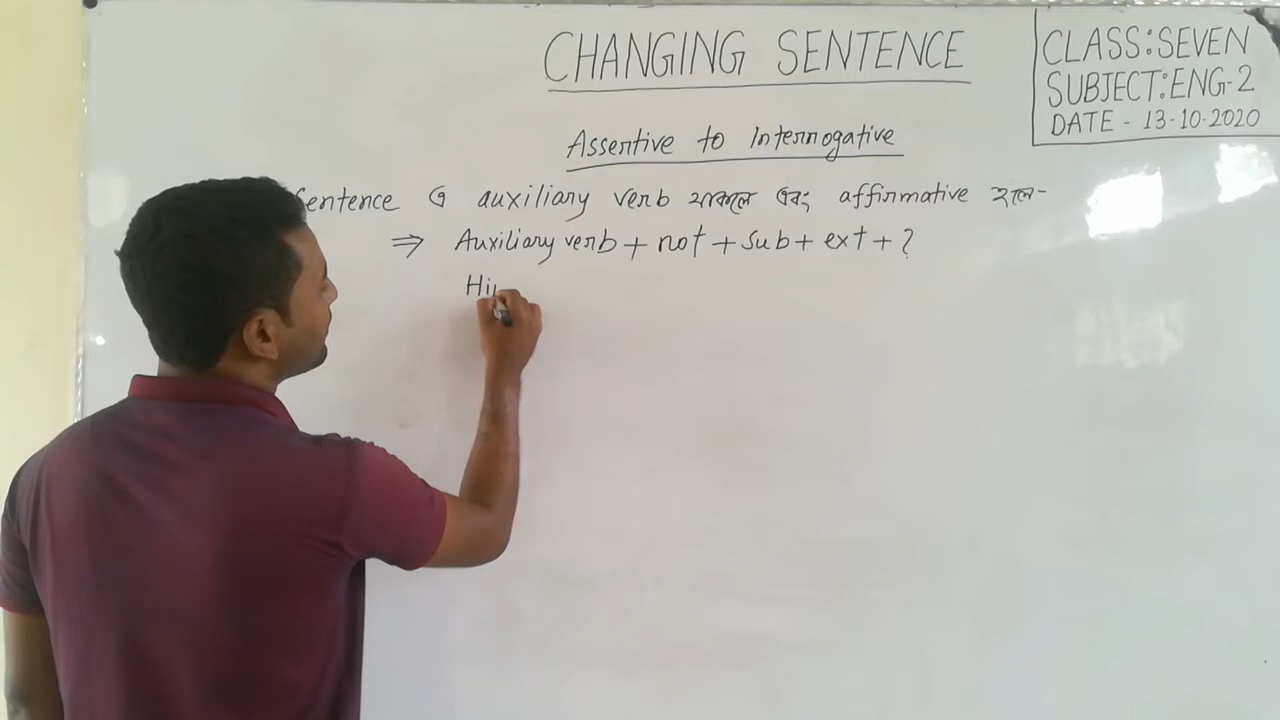 CHANGING SENTENCE
CLASS:SEVEN
SUBJECT:ENG-2
DATE - 13-10-2020
Assertive to Interrogative
Sentence এ auxiliary verb থাকলে এবং affirmative হলে-
⇒ Auxiliary verb + not + sub + ext + ?